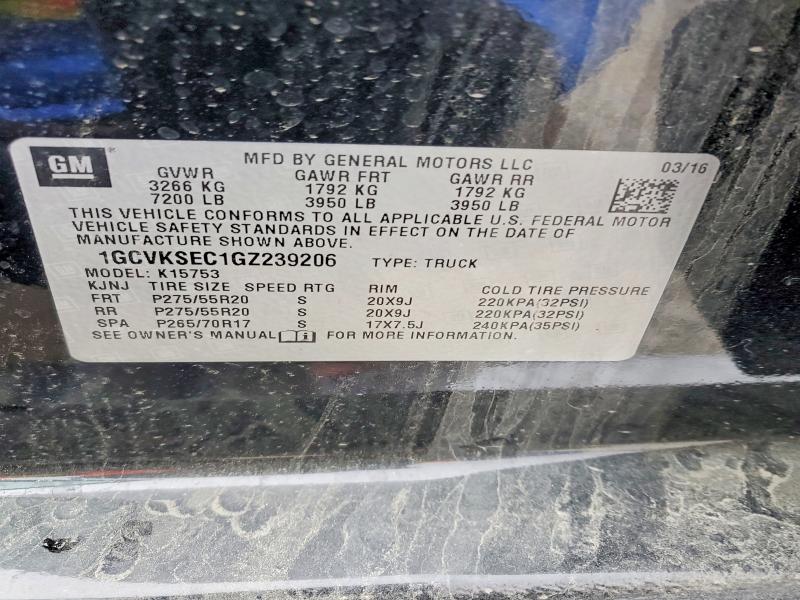 GM
MFD BY GENERAL MOTORS LLC 03/16
GVWR GAWR FRT GAWR RR
3266 KG 1792 KG 1792 KG
7200 LB 3950 LB 3950 LB
THIS VEHICLE CONFORMS TO ALL APPLICABLE U.S. FEDERAL MOTOR
VEHICLE SAFETY STANDARDS IN EFFECT ON THE DATE OF
MANUFACTURE SHOWN ABOVE.
1GCVKSEC1GZ239206 TYPE: TRUCK
MODEL: K15753
KJNJ TIRE SIZE SPEED RTG RIM COLD TIRE PRESSURE
FRT P275/55R20 S 20X9J 220KPA(32PSI)
RR P275/55R20 S 20X9J 220KPA(32PSI)
SPA P265/70R17 S 17X7.5J 240KPA(35PSI)
SEE OWNER'S MANUAL FOR MORE INFORMATION.